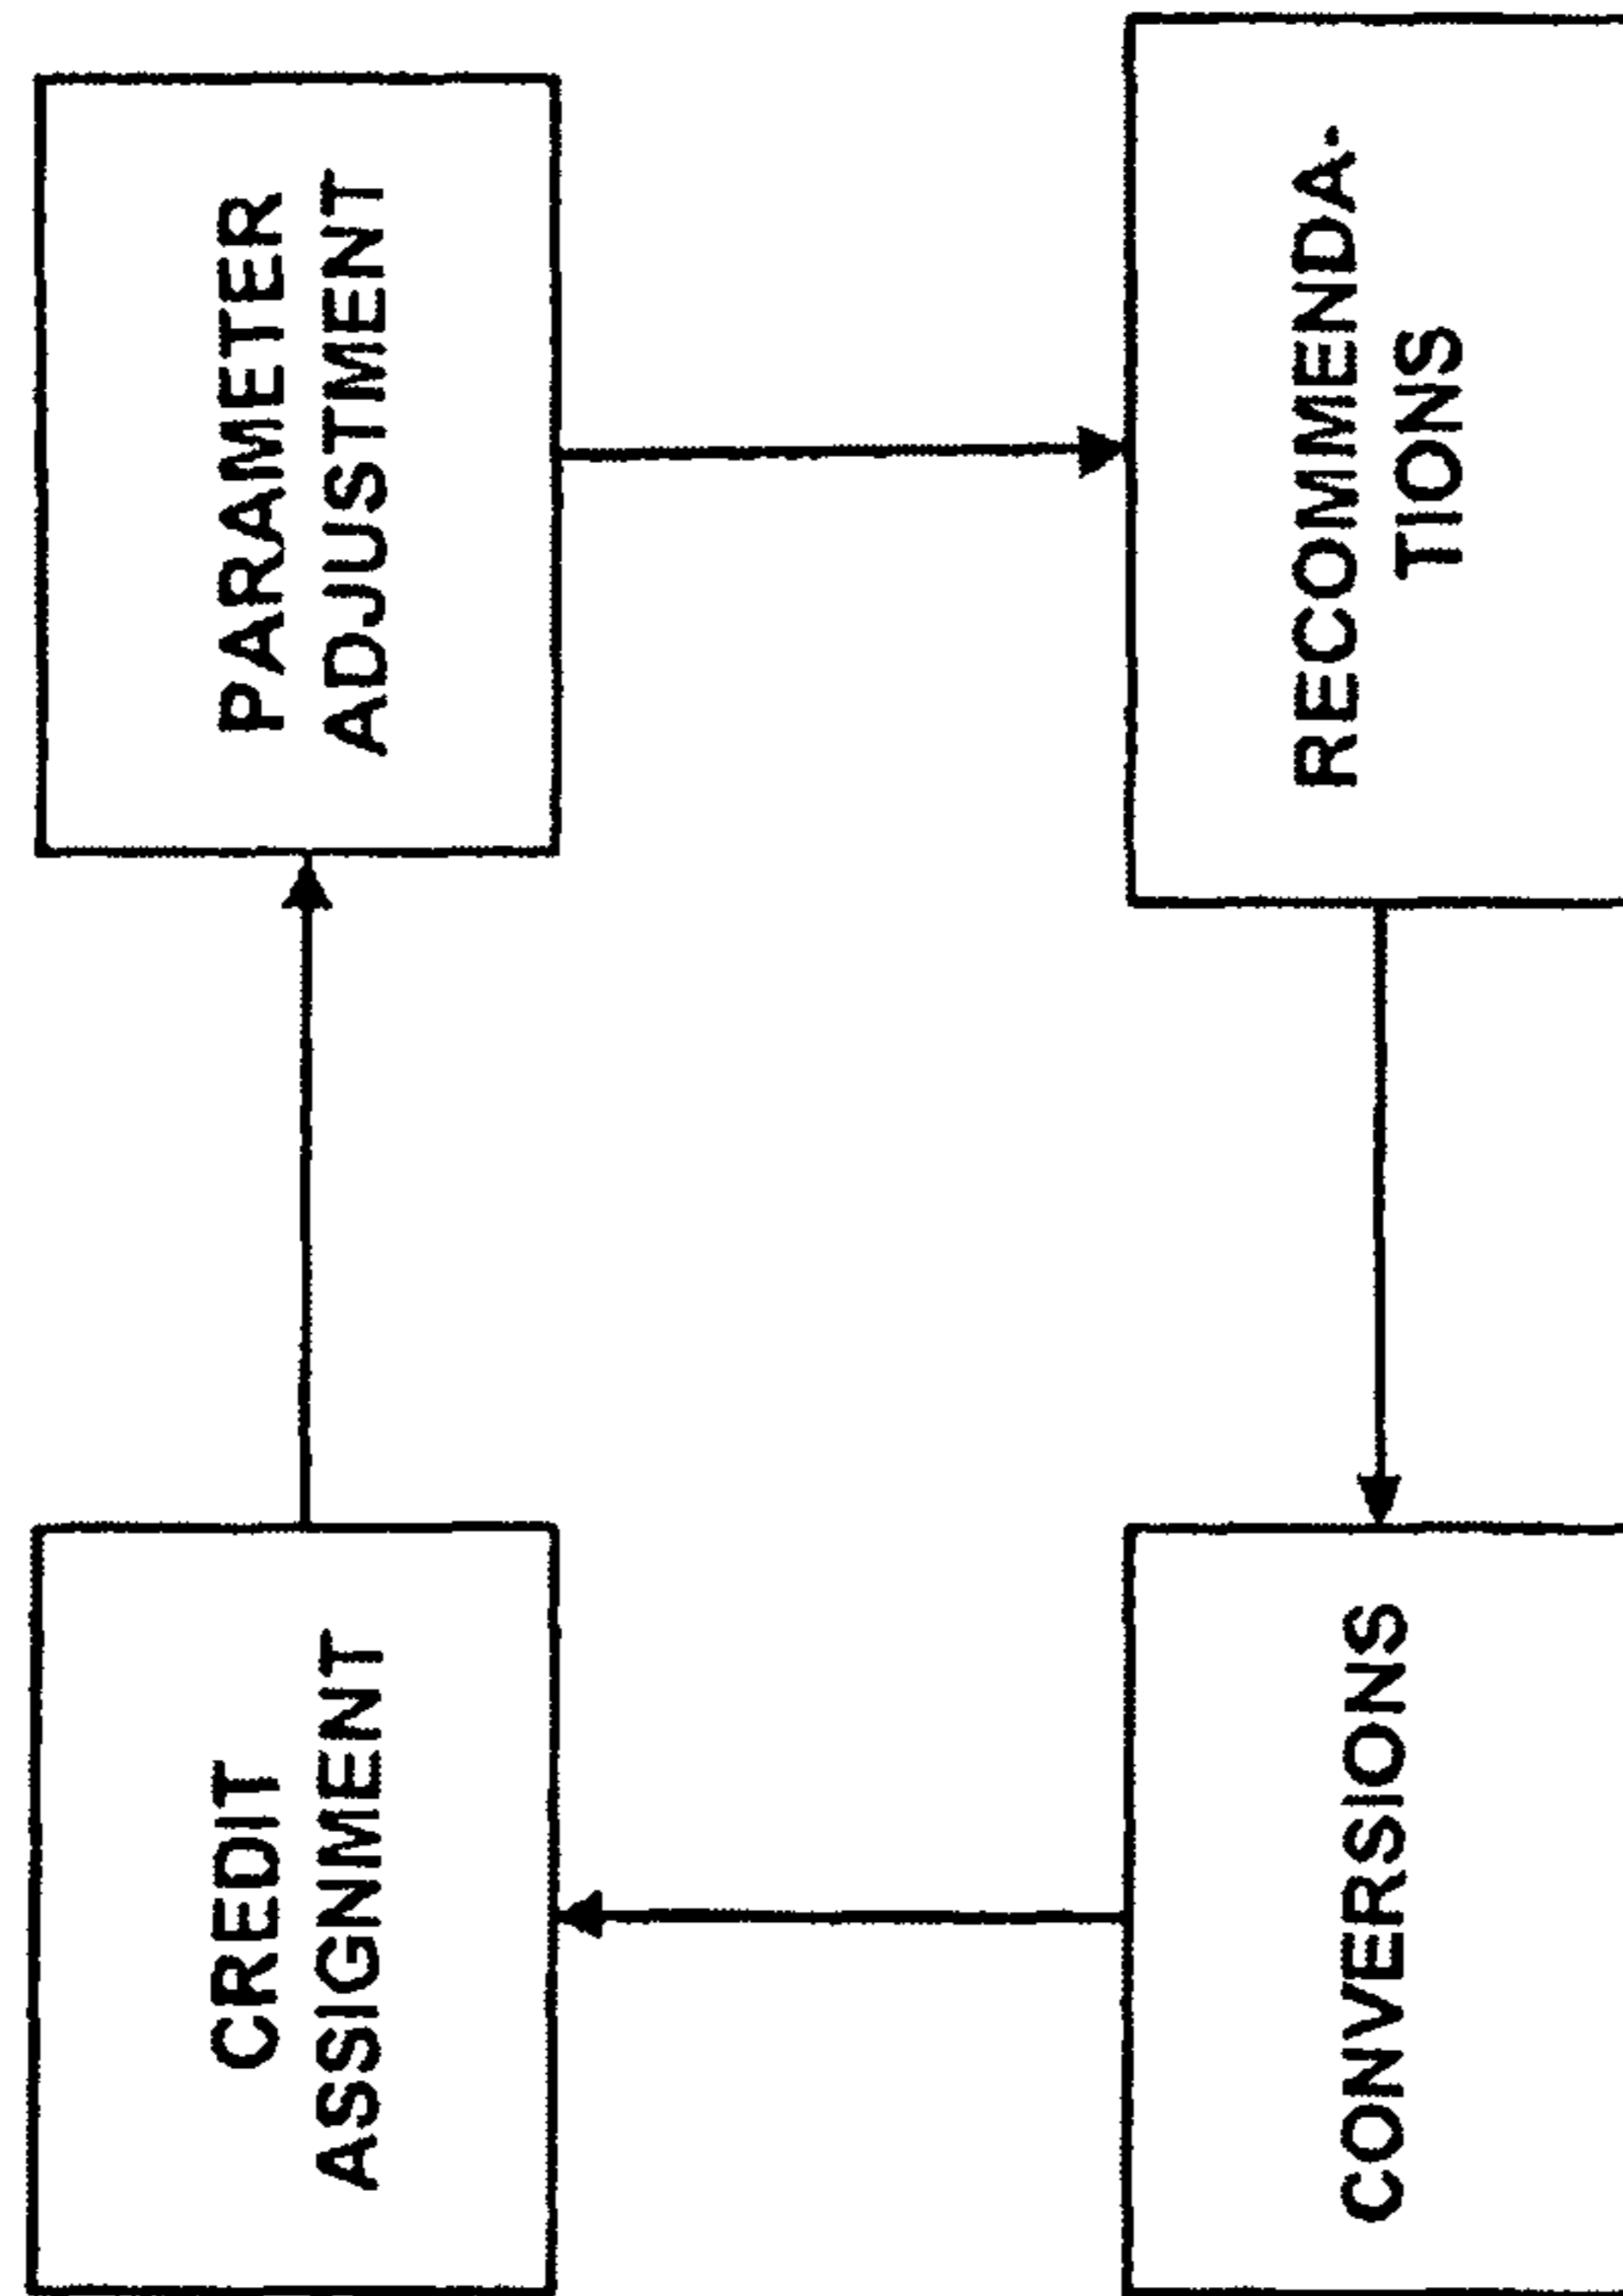 CREDIT
ASSIGNMENT
PARAMETER
ADJUSTMENT
CONVERSIONS
RECOMMENDA-
TIONS